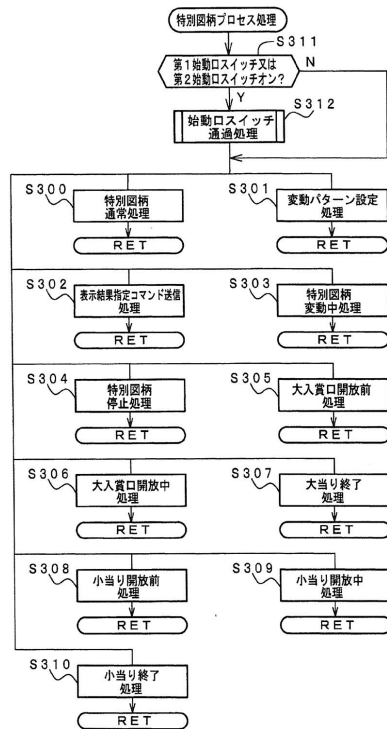 特別図柄プロセス処理
S311
第1始動口スイッチ又は
第2始動口スイッチオン?
N
Y
S312
始動口スイッチ
通過処理
S300
特別図柄
通常処理
RET
S301
変動パターン設定
処理
RET
S302
表示結果指定コマンド送信
処理
RET
S303
特別図柄
変動中処理
RET
S304
特別図柄
停止処理
RET
S305
大入賞口開放前
処理
RET
S306
大入賞口開放中
処理
RET
S307
大当り終了
処理
RET
S308
小当り開放前
処理
RET
S309
小当り開放中
処理
RET
S310
小当り終了
処理
RET